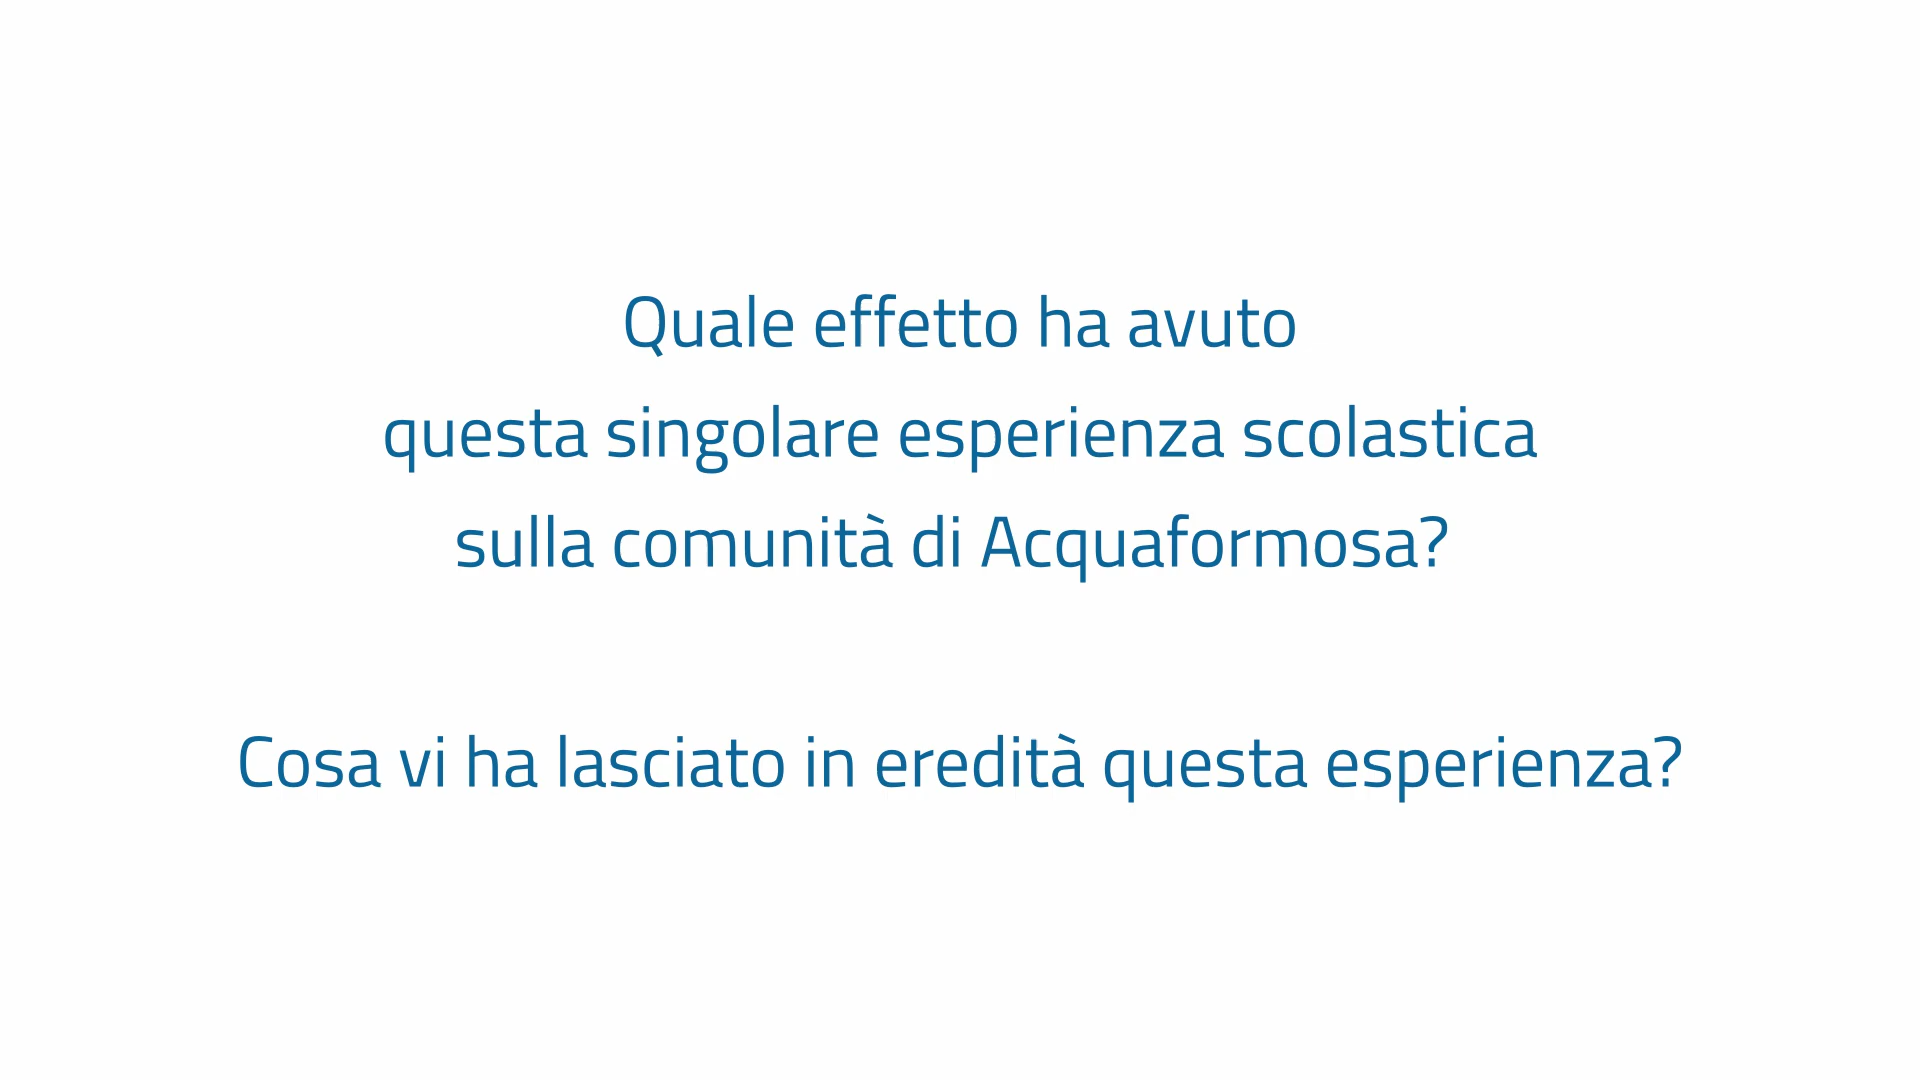 Quale effetto ha avuto
questa singolare esperienza scolastica
sulla comunità di Acquaformosa?
Cosa vi ha lasciato in eredità questa esperienza?